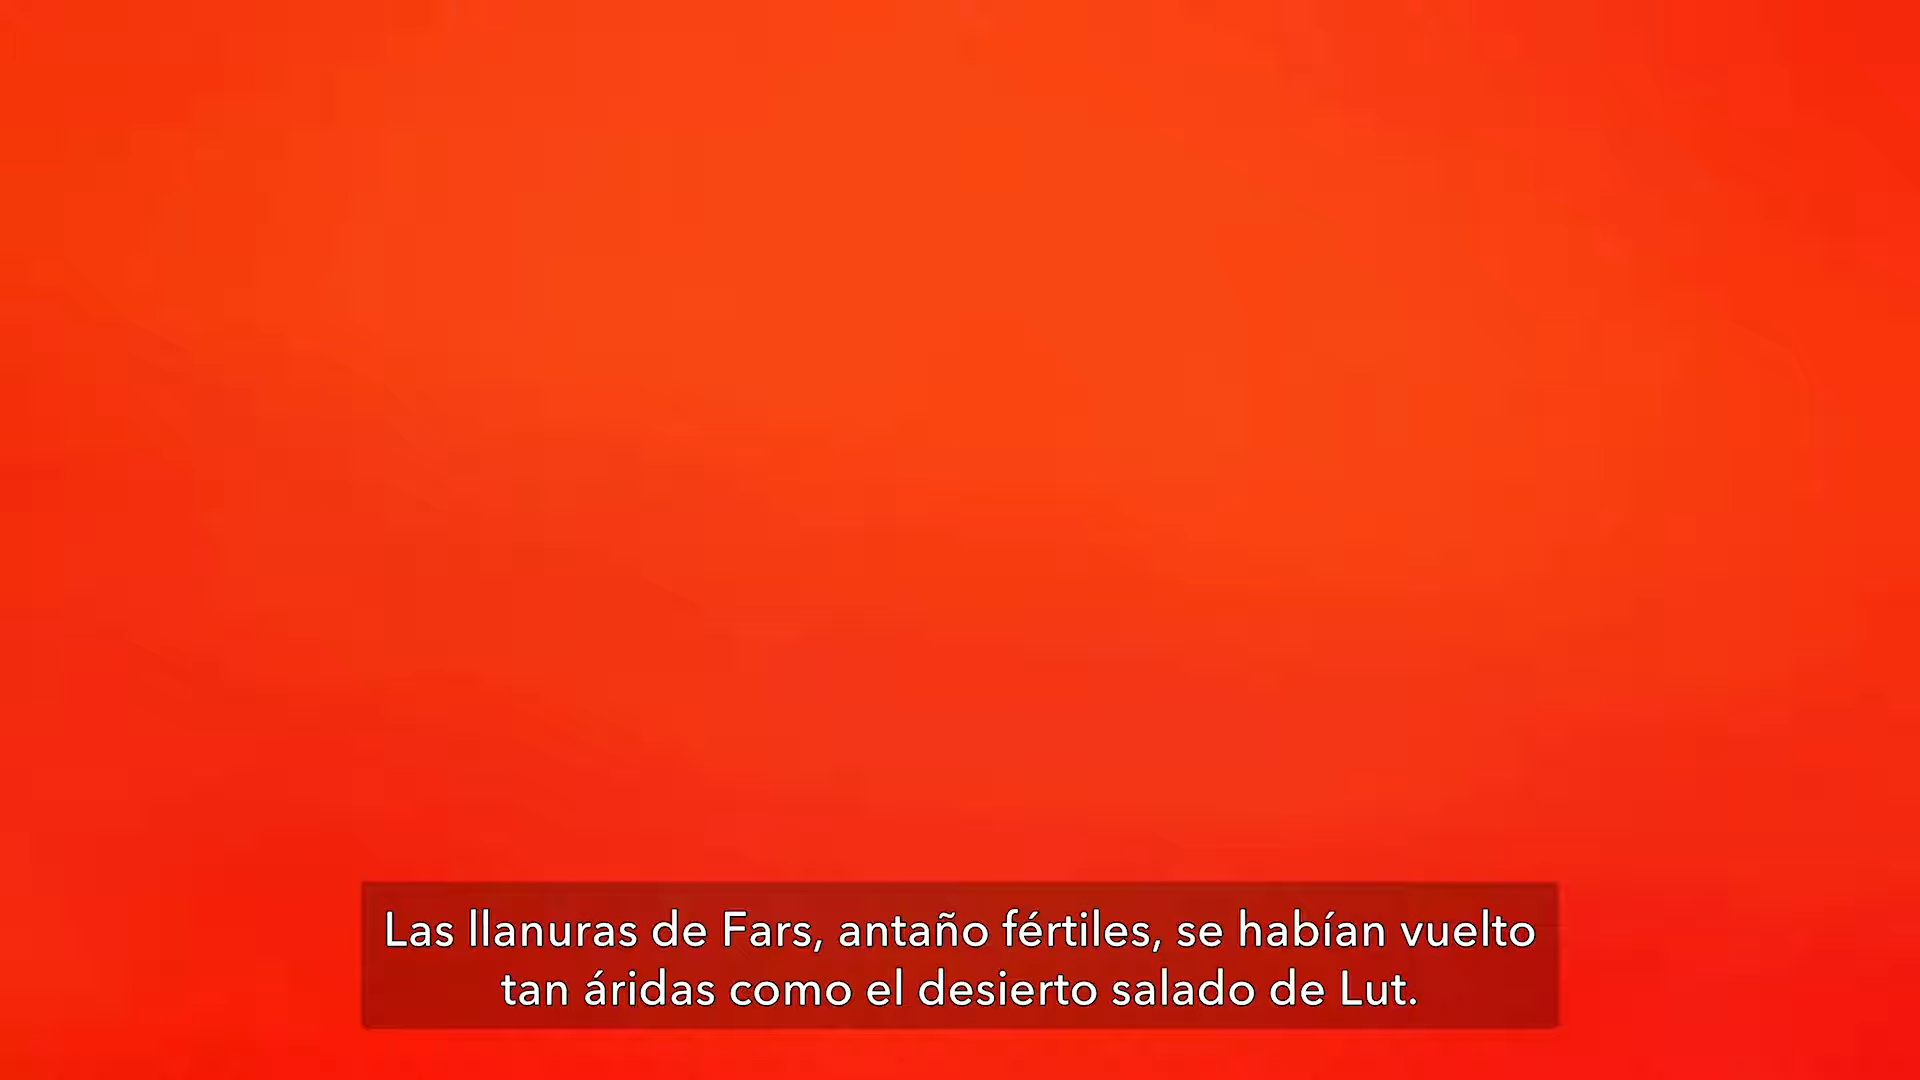 Las llanuras de Fars, antaño fértiles, se habían vuelto
tan áridas como el desierto salado de Lut.